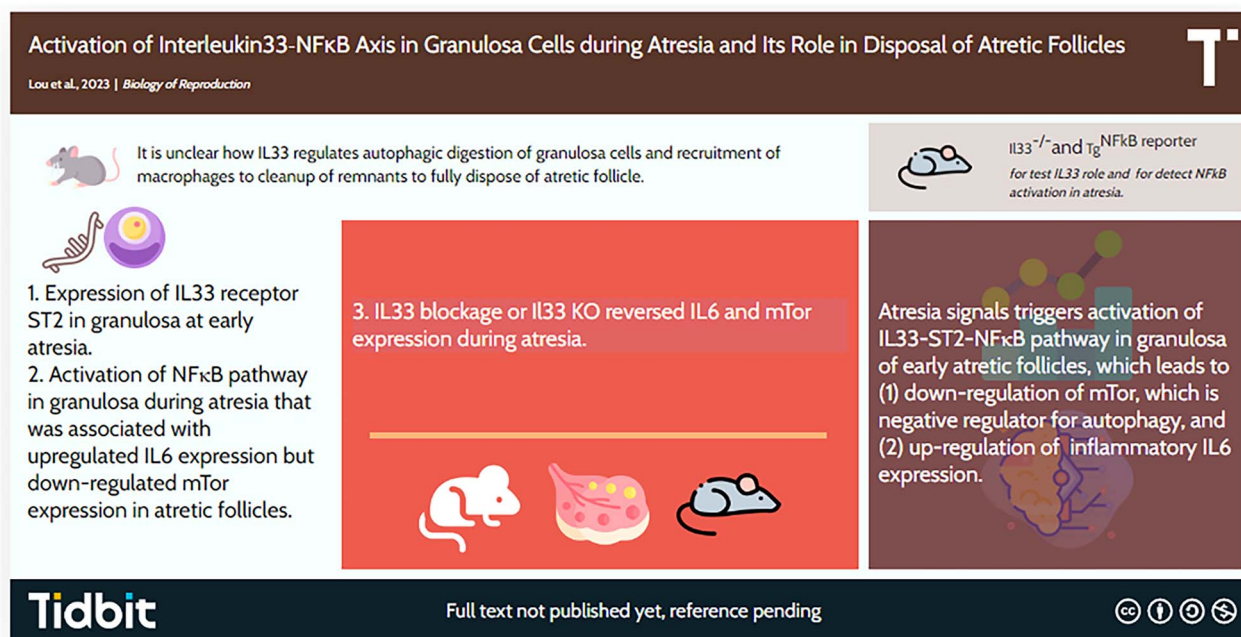 Activation of Interleukin33-NFκB Axis in Granulosa Cells during Atresia and Its Role in Disposal of Atretic Follicles
Lou et al., 2023 | Biology of Reproduction
T
It is unclear how IL33 regulates autophagic digestion of granulosa cells and recruitment of
macrophages to cleanup of remnants to fully dispose of atretic follicle.
Il33-/-and TgNFkB reporter
for test IL33 role and for detect NFkB
activation in atresia.
1. Expression of IL33 receptor
ST2 in granulosa at early
atresia.
2. Activation of NFκB pathway
in granulosa during atresia that
was associated with
upregulated IL6 expression but
down-regulated mTor
expression in atretic follicles.
3. IL33 blockage or Il33 KO reversed IL6 and mTor
expression during atresia.
Atresia signals triggers activation of
IL33-ST2-NFκB pathway in granulosa
of early atretic follicles, which leads to
(1) down-regulation of mTor, which is
negative regulator for autophagy, and
(2) up-regulation of inflammatory IL6
expression.
Tidbit
Full text not published yet, reference pending
cc